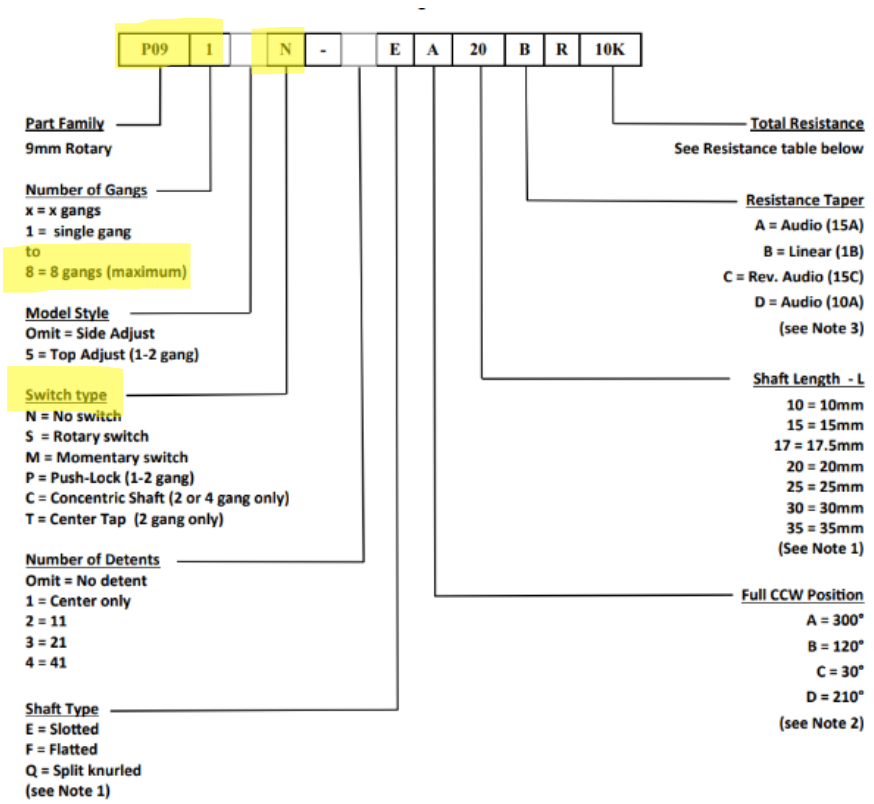 P09 1 N - E A 20 B R 10K
Part Family
9mm Rotary
Number of Gangs
x = x gangs
1 = single gang
to
8 = 8 gangs (maximum)
Model Style
Omit = Side Adjust
5 = Top Adjust (1-2 gang)
Switch type
N = No switch
S = Rotary switch
M = Momentary switch
P = Push-Lock (1-2 gang)
C = Concentric Shaft (2 or 4 gang only)
T = Center Tap (2 gang only)
Number of Detents
Omit = No detent
1 = Center only
2 = 11
3 = 21
4 = 41
Shaft Type
E = Slotted
F = Flatted
Q = Split knurled
(see Note 1)
Total Resistance
See Resistance table below
Resistance Taper
A = Audio (15A)
B = Linear (1B)
C = Rev. Audio (15C)
D = Audio (10A)
(see Note 3)
Shaft Length - L
10 = 10mm
15 = 15mm
17 = 17.5mm
20 = 20mm
25 = 25mm
30 = 30mm
35 = 35mm
(See Note 1)
Full CCW Position
A = 300°
B = 120°
C = 30°
D = 210°
(see Note 2)